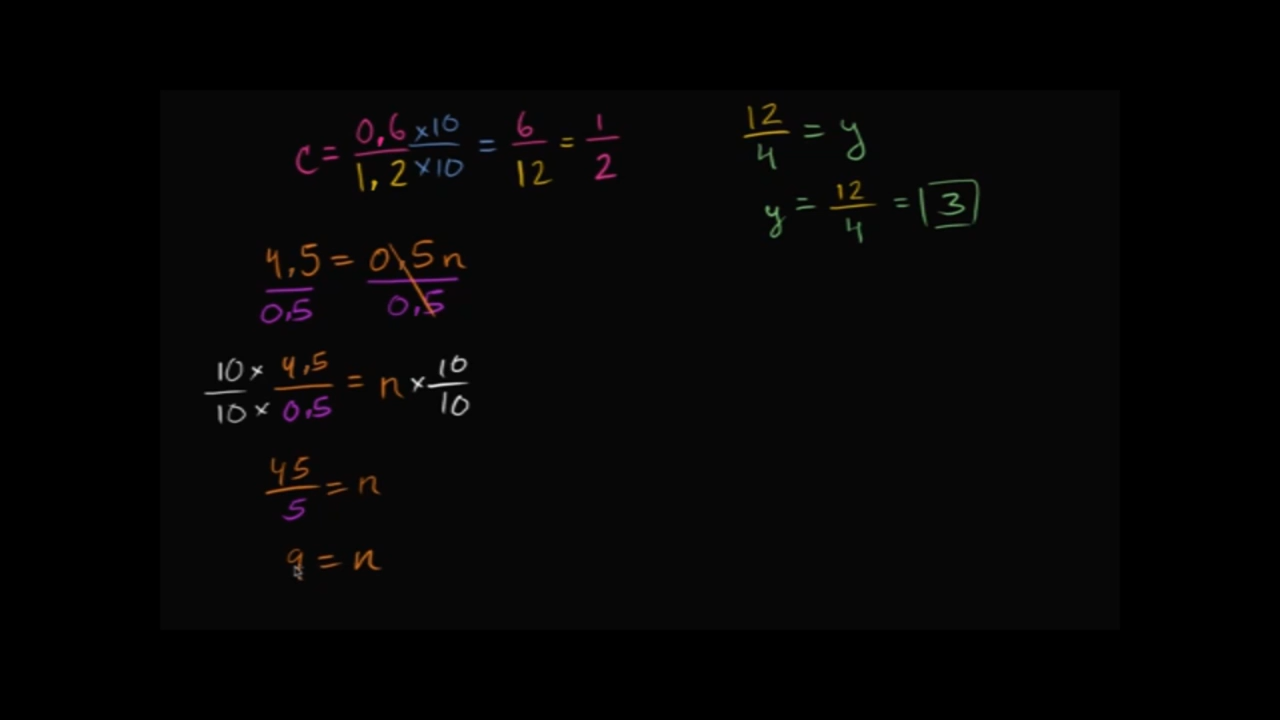 c = 0,6 ×10 / 1,2 ×10 = 6/12 = 1/2
4,5 / 0,5 = 0,5n / 0,5
10 × 4,5 / 10 × 0,5 = n × 10/10
45/5 = n
9 = n
12/4 = y
y = 12/4 = 3